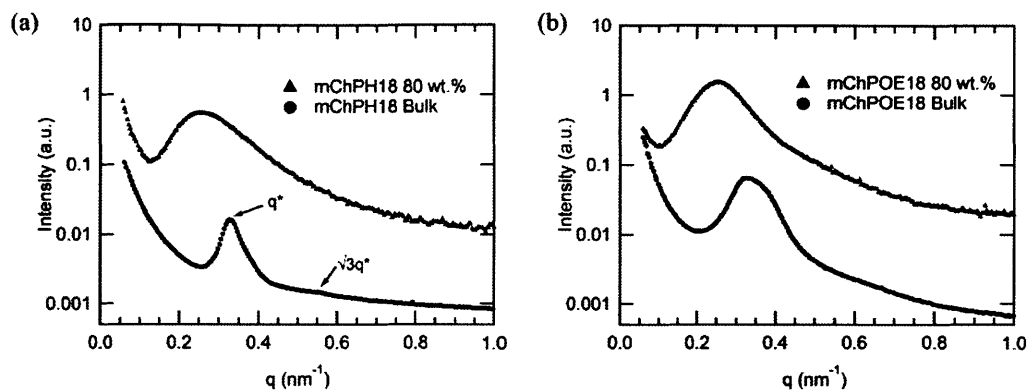 (a)
10
1
0.1
0.01
0.001
Intensity (a.u.)
▲ mChPH18 80 wt.%
● mChPH18 Bulk
q*
√3q*
0.0 0.2 0.4 0.6 0.8 1.0
q (nm⁻¹)
(b)
10
1
0.1
0.01
0.001
Intensity (a.u.)
▲ mChPOE18 80 wt.%
● mChPOE18 Bulk
0.0 0.2 0.4 0.6 0.8 1.0
q (nm⁻¹)